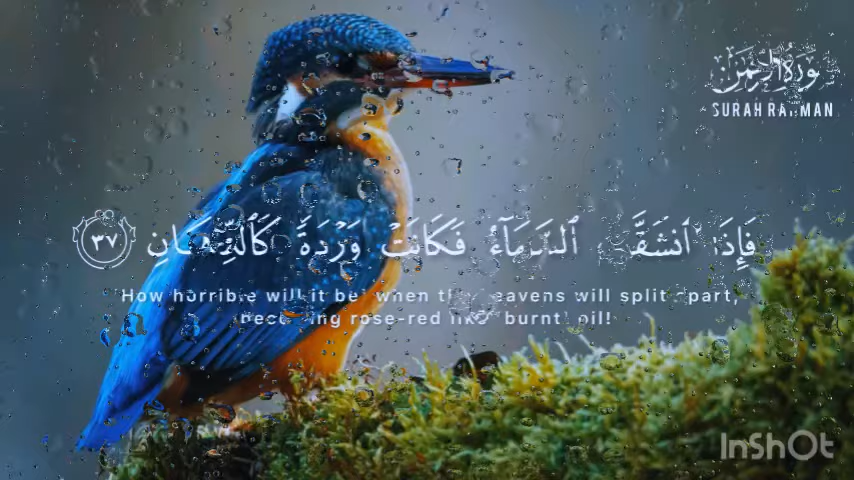 سورة الرحمن
SURAH RAHMAN
فَإِذَا ٱنشَقَّتِ ٱلسَّمَآءُ فَكَانَتْ وَرْدَةً كَٱلدِّهَانِ ٣٧
How horrible will it be when the heavens will split apart,
becoming rose-red like burnt oil!
InShOt